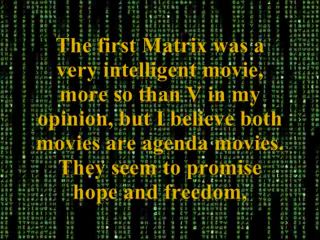 The first Matrix was a
very intelligent movie,
more so than V in my
opinion, but I believe both
movies are agenda movies.
They seem to promise
hope and freedom,